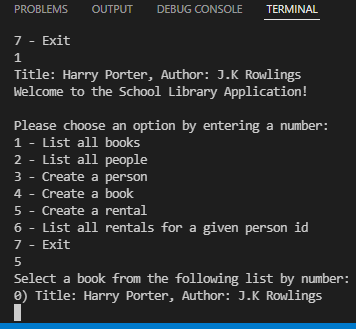 PROBLEMS OUTPUT DEBUG CONSOLE TERMINAL
7 - Exit
1
Title: Harry Porter, Author: J.K Rowlings
Welcome to the School Library Application!
Please choose an option by entering a number:
1 - List all books
2 - List all people
3 - Create a person
4 - Create a book
5 - Create a rental
6 - List all rentals for a given person id
7 - Exit
5
Select a book from the following list by number:
0) Title: Harry Porter, Author: J.K Rowlings